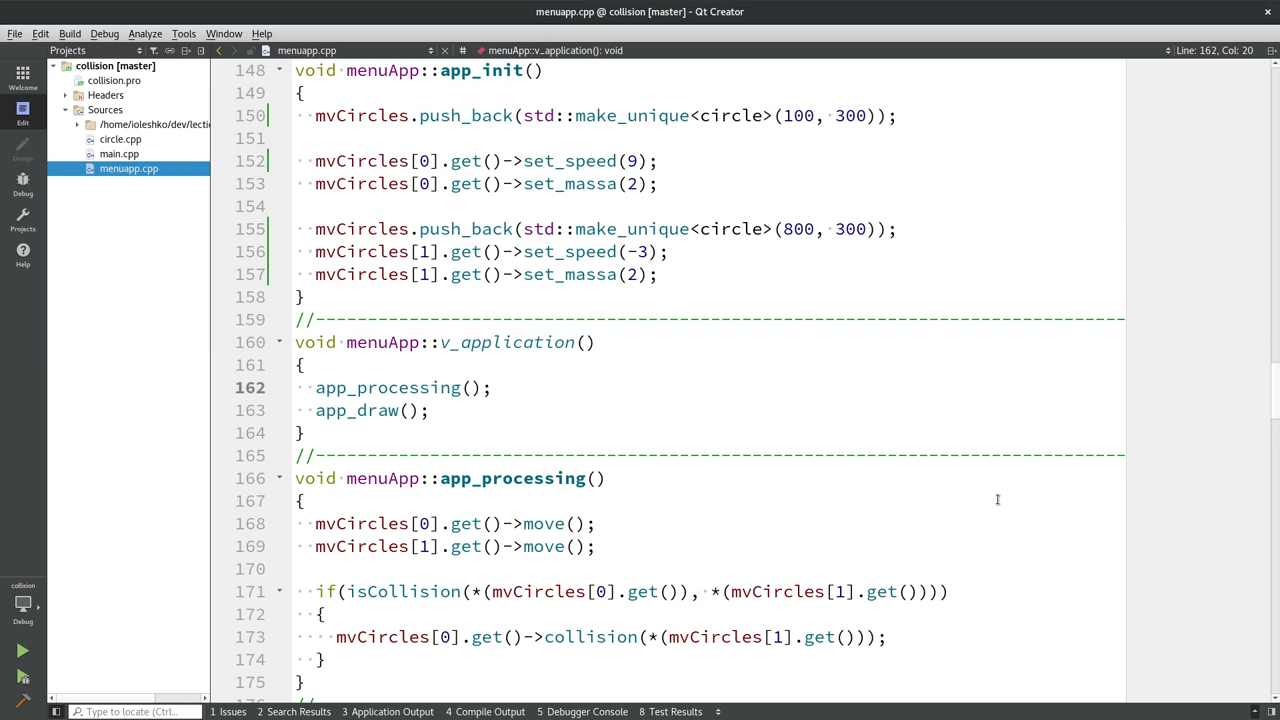 menuapp.cpp @ collision [master] - Qt Creator
File Edit Build Debug Analyze Tools Window Help
Projects menuapp.cpp # menuApp::v_application(): void Line: 162, Col: 20
Welcome
Edit
Design
Debug
Projects
Help
collision
Debug
collision [master]
collision.pro
Headers
Sources
/home/ioleshko/dev/lecti
circle.cpp
main.cpp
menuapp.cpp
148 void menuApp::app_init()
149 {
150 mvCircles.push_back(std::make_unique<circle>(100, 300));
151
152 mvCircles[0].get()->set_speed(9);
153 mvCircles[0].get()->set_massa(2);
154
155 mvCircles.push_back(std::make_unique<circle>(800, 300));
156 mvCircles[1].get()->set_speed(-3);
157 mvCircles[1].get()->set_massa(2);
158 }
159 //------------------------------------------------------------------------------
160 void menuApp::v_application()
161 {
162 app_processing();
163 app_draw();
164 }
165 //------------------------------------------------------------------------------
166 void menuApp::app_processing()
167 {
168 mvCircles[0].get()->move();
169 mvCircles[1].get()->move();
170
171 if(isCollision(*(mvCircles[0].get()), *(mvCircles[1].get())))
172 {
173 mvCircles[0].get()->collision(*(mvCircles[1].get()));
174 }
175 }
Type to locate (Ctrl... 1 Issues 2 Search Results 3 Application Output 4 Compile Output 5 Debugger Console 8 Test Results